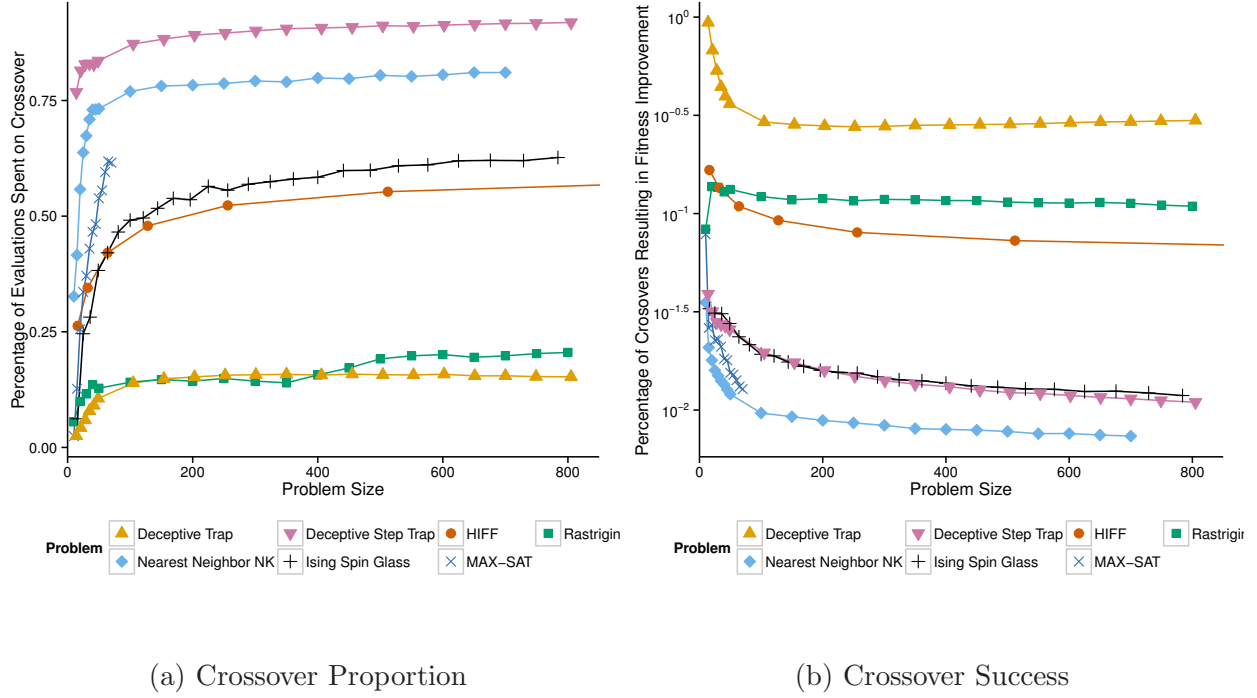 Percentage of Evaluations Spent on Crossover
0.75
0.50
0.25
0.00
0 200 400 600 800
Problem Size
Problem
Deceptive Trap Deceptive Step Trap HIFF Rastrigin
Nearest Neighbor NK Ising Spin Glass MAX−SAT
(a) Crossover Proportion
Percentage of Crosovers Resulting in Fitness Improvement
10^0
10^−0.5
10^−1
10^−1.5
10^−2
0 200 400 600 800
Problem Size
Problem
Deceptive Trap Deceptive Step Trap HIFF Rastrigin
Nearest Neighbor NK Ising Spin Glass MAX−SAT
(b) Crossover Success